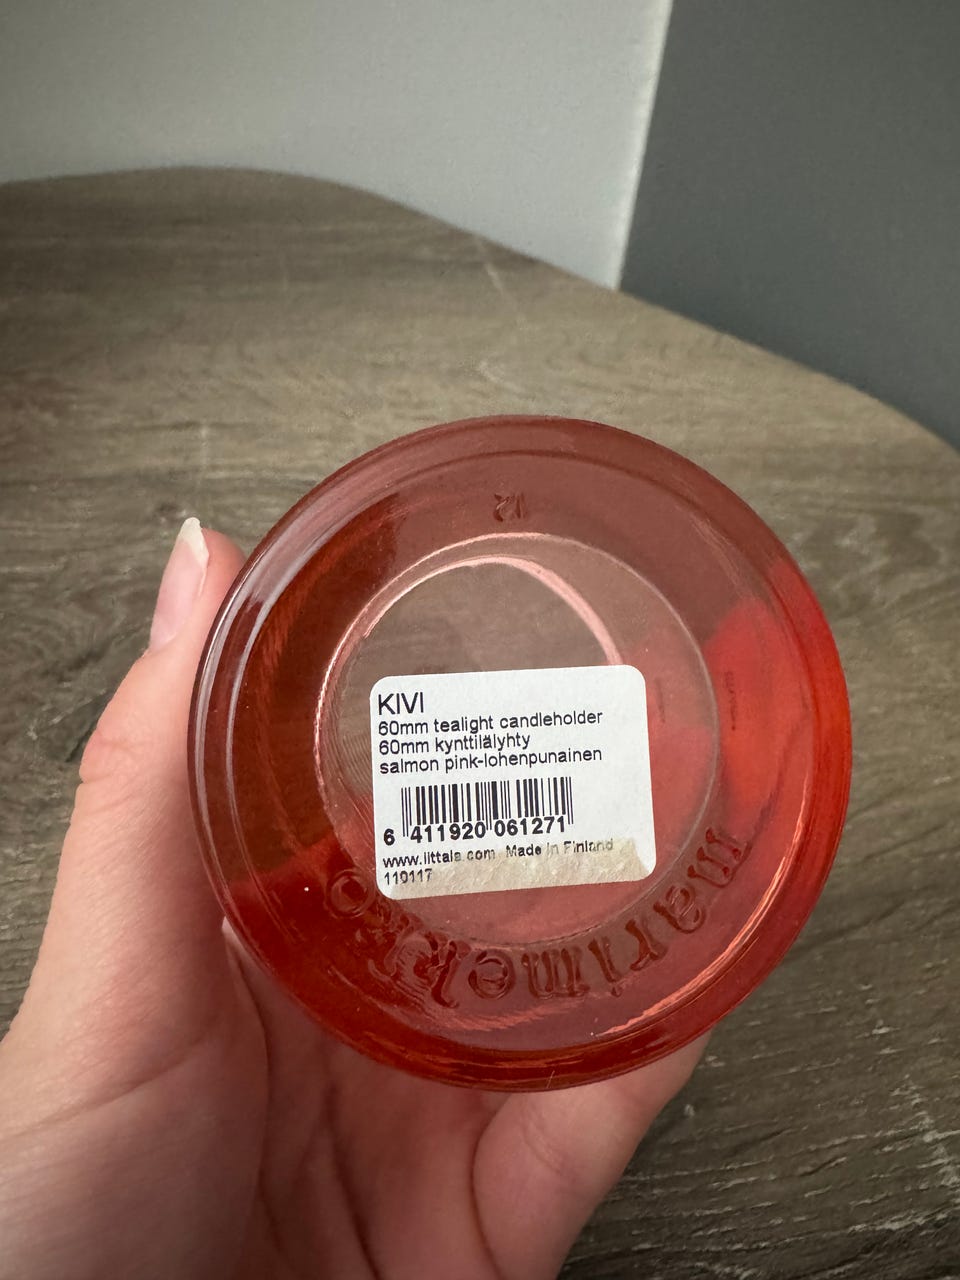 12
KIVI
60mm tealight candleholder
60mm kynttilälyhty
salmon pink-lohenpunainen
6 411920 061271
www.iittala.com Made in Finland
110117
marimekko